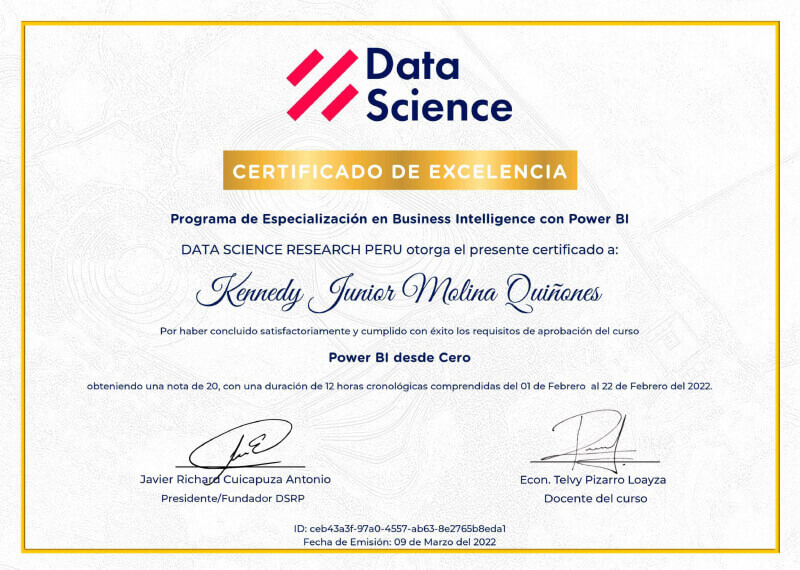 Data
Science
CERTIFICADO DE EXCELENCIA
Programa de Especialización en Business Intelligence con Power BI
DATA SCIENCE RESEARCH PERU otorga el presente certificado a:
Kennedy Junior Molina Quiñones
Por haber concluido satisfactoriamente y cumplido con éxito los requisitos de aprobación del curso
Power BI desde Cero
obteniendo una nota de 20, con una duración de 12 horas cronológicas comprendidas del 01 de Febrero al 22 de Febrero del 2022.
Javier Richard Cuicapuza Antonio
Presidente/Fundador DSRP
Econ. Telvy Pizarro Loayza
Docente del curso
ID: ceb43a3f-97a0-4557-ab63-8e2765b8eda1
Fecha de Emisión: 09 de Marzo del 2022